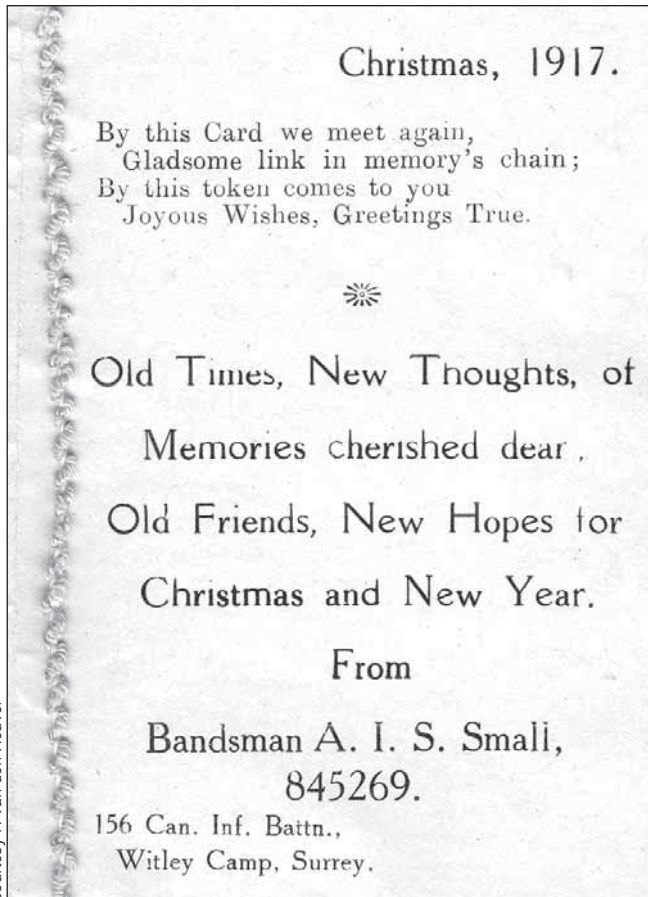 Christmas, 1917.
By this Card we meet again,
Gladsome link in memory's chain;
By this token comes to you
Joyous Wishes, Greetings True.
Old Times, New Thoughts, of
Memories cherished dear,
Old Friends, New Hopes for
Christmas and New Year.
From
Bandsman A. I. S. Small,
845269.
156 Can. Inf. Battn.,
Witley Camp, Surrey.